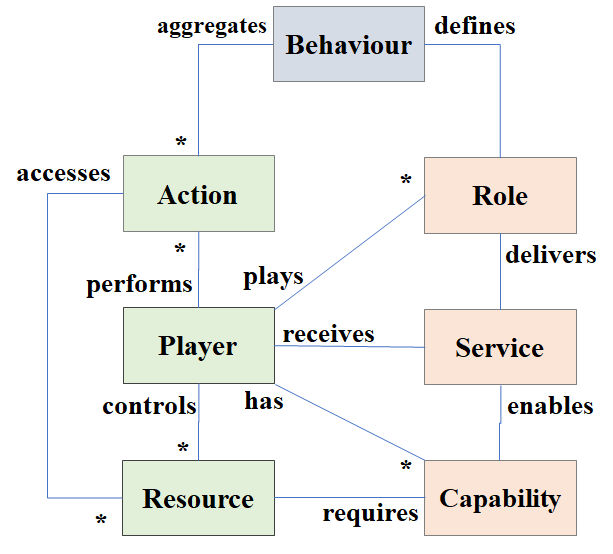 aggregates
Behaviour
defines
*
accesses
Action
*
Role
*
performs
plays
delivers
Player
receives
Service
controls
has
enables
*
*
Resource
Capability
*
requires